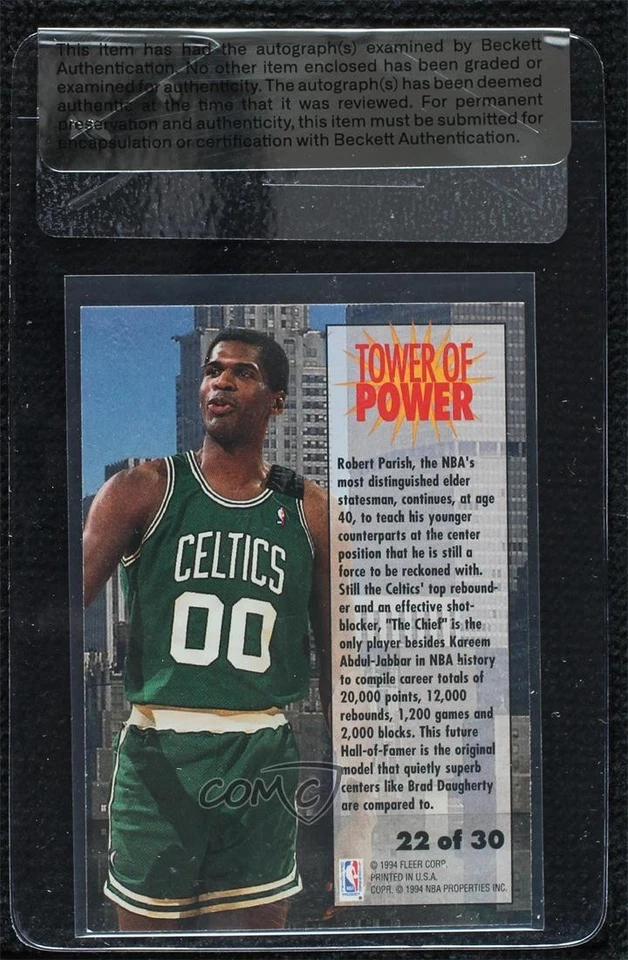 This item has had the autograph(s) examined by Beckett
Authentication. No other item enclosed has been graded or
examined for authenticity. The autograph(s) has been deemed
authentic at the time that it was reviewed. For permanent
preservation and authenticity, this item must be submitted for
encapsulation or certification with Beckett Authentication.
TOWER OF
POWER
Robert Parish, the NBA's
most distinguished elder
statesman, continues, at age
40, to teach his younger
counterparts at the center
position that he is still a
force to be reckoned with.
Still the Celtics' top rebound-
er and an effective shot-
blocker, "The Chief" is the
only player besides Kareem
Abdul-Jabbar in NBA history
to compile career totals of
20,000 points, 12,000
rebounds, 1,200 games and
2,000 blocks. This future
Hall-of-Famer is the original
model that quietly superb
centers like Brad Daugherty
are compared to.
CELTICS
00
COMC
22 of 30
© 1994 FLEER CORP.
PRINTED IN U.S.A.
COPR. © 1994 NBA PROPERTIES INC.